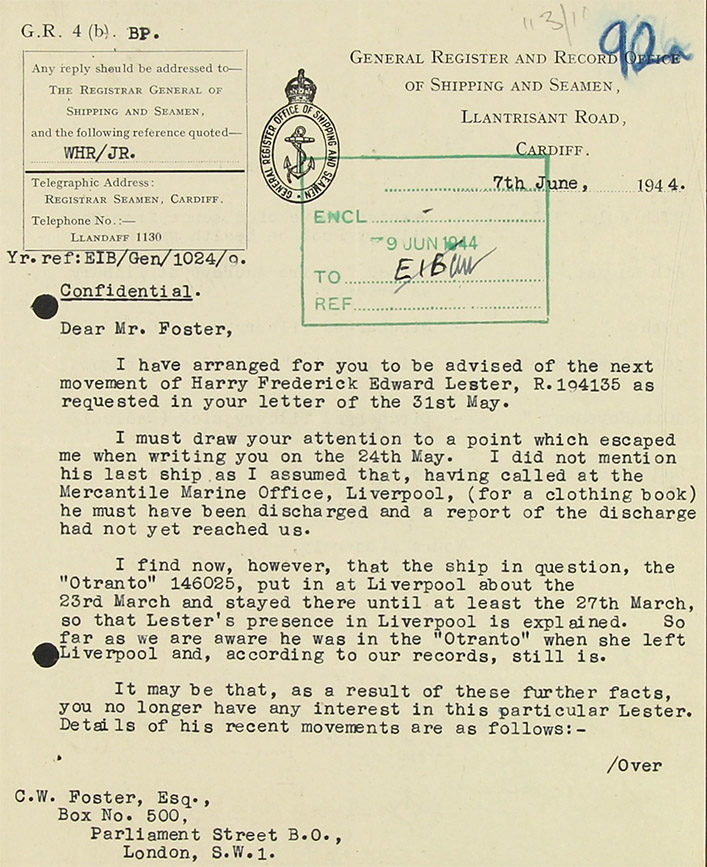 G.R. 4 (b). BP.
"3/1"
90a
Any reply should be addressed to—
THE REGISTRAR GENERAL OF
SHIPPING AND SEAMEN,
and the following reference quoted—
WHR/JR.
Telegraphic Address:
REGISTRAR SEAMEN, CARDIFF.
Telephone No.:—
LLANDAFF 1130
GENERAL REGISTER OFFICE OF SHIPPING AND SEAMEN
GENERAL REGISTER AND RECORD OFFICE
OF SHIPPING AND SEAMEN,
LLANTRISANT ROAD,
CARDIFF.
7th June, 1944.
ENCL
-9 JUN 1944
TO EIB
REF
Yr. ref:EIB/Gen/1024/9.
Confidential.
Dear Mr. Foster,
I have arranged for you to be advised of the next
movement of Harry Frederick Edward Lester, R.194135 as
requested in your letter of the 31st May.
I must draw your attention to a point which escaped
me when writing you on the 24th May. I did not mention
his last ship as I assumed that, having called at the
Mercantile Marine Office, Liverpool, (for a clothing book)
he must have been discharged and a report of the discharge
had not yet reached us.
I find now, however, that the ship in question, the
"Otranto" 146025, put in at Liverpool about the
23rd March and stayed there until at least the 27th March,
so that Lester's presence in Liverpool is explained. So
far as we are aware he was in the "Otranto" when she left
Liverpool and, according to our records, still is.
It may be that, as a result of these further facts,
you no longer have any interest in this particular Lester.
Details of his recent movements are as follows:-
/Over
C.W. Foster, Esq.,
Box No. 500,
Parliament Street B.O.,
London, S.W.1.